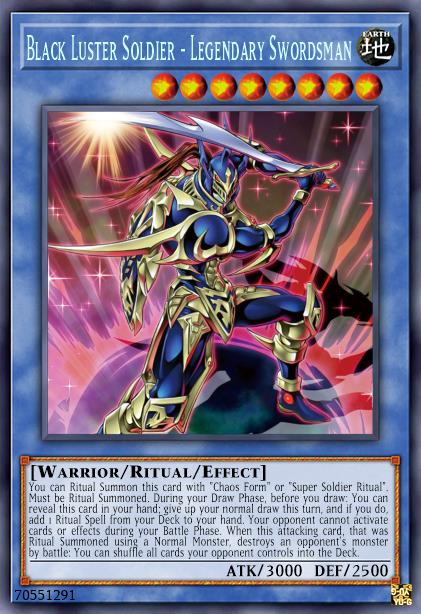 Black Luster Soldier - Legendary Swordsman
EARTH
地
[Warrior/Ritual/Effect]
You can Ritual Summon this card with "Chaos Form" or "Super Soldier Ritual".
Must be Ritual Summoned. During your Draw Phase, before you draw: You can
reveal this card in your hand; give up your normal draw this turn, and if you do,
add 1 Ritual Spell from your Deck to your hand. Your opponent cannot activate
cards or effects during your Battle Phase. When this attacking card, that was
Ritual Summoned using a Normal Monster, destroys an opponent's monster
by battle: You can shuffle all cards your opponent controls into the Deck.
ATK/3000 DEF/2500
70551291